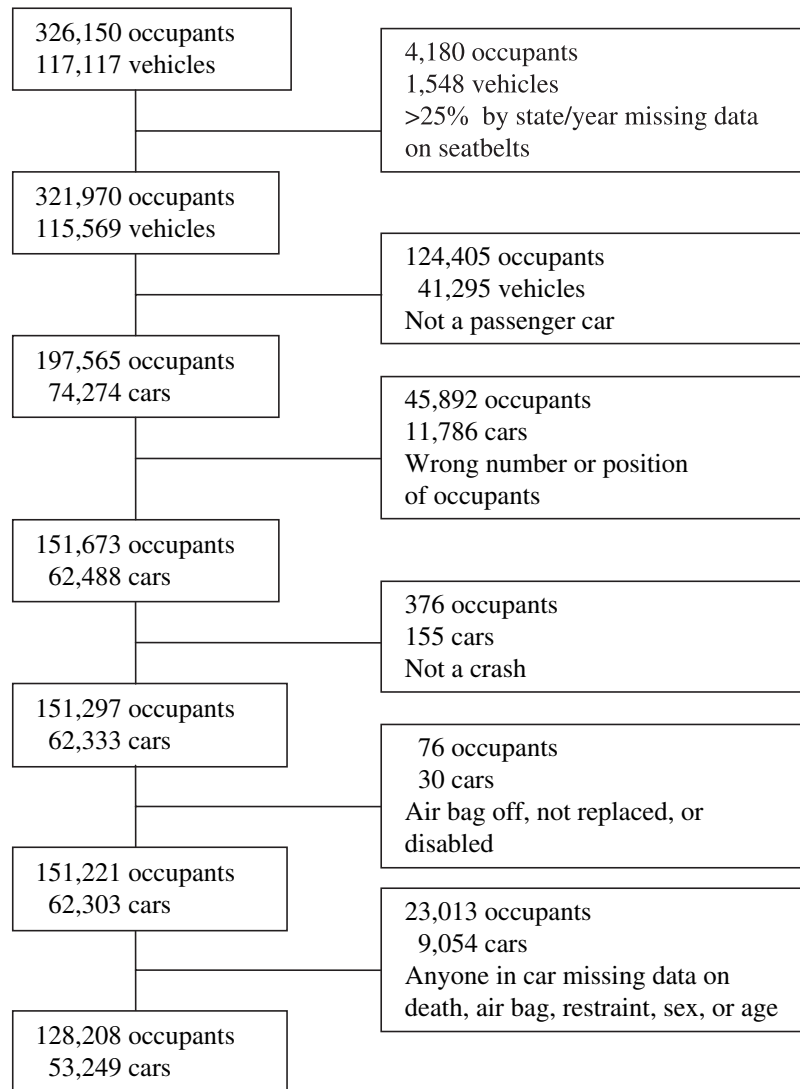 326,150 occupants
117,117 vehicles
4,180 occupants
1,548 vehicles
>25% by state/year missing data
on seatbelts
321,970 occupants
115,569 vehicles
124,405 occupants
41,295 vehicles
Not a passenger car
197,565 occupants
74,274 cars
45,892 occupants
11,786 cars
Wrong number or position
of occupants
151,673 occupants
62,488 cars
376 occupants
155 cars
Not a crash
151,297 occupants
62,333 cars
76 occupants
30 cars
Air bag off, not replaced, or
disabled
151,221 occupants
62,303 cars
23,013 occupants
9,054 cars
Anyone in car missing data on
death, air bag, restraint, sex, or age
128,208 occupants
53,249 cars